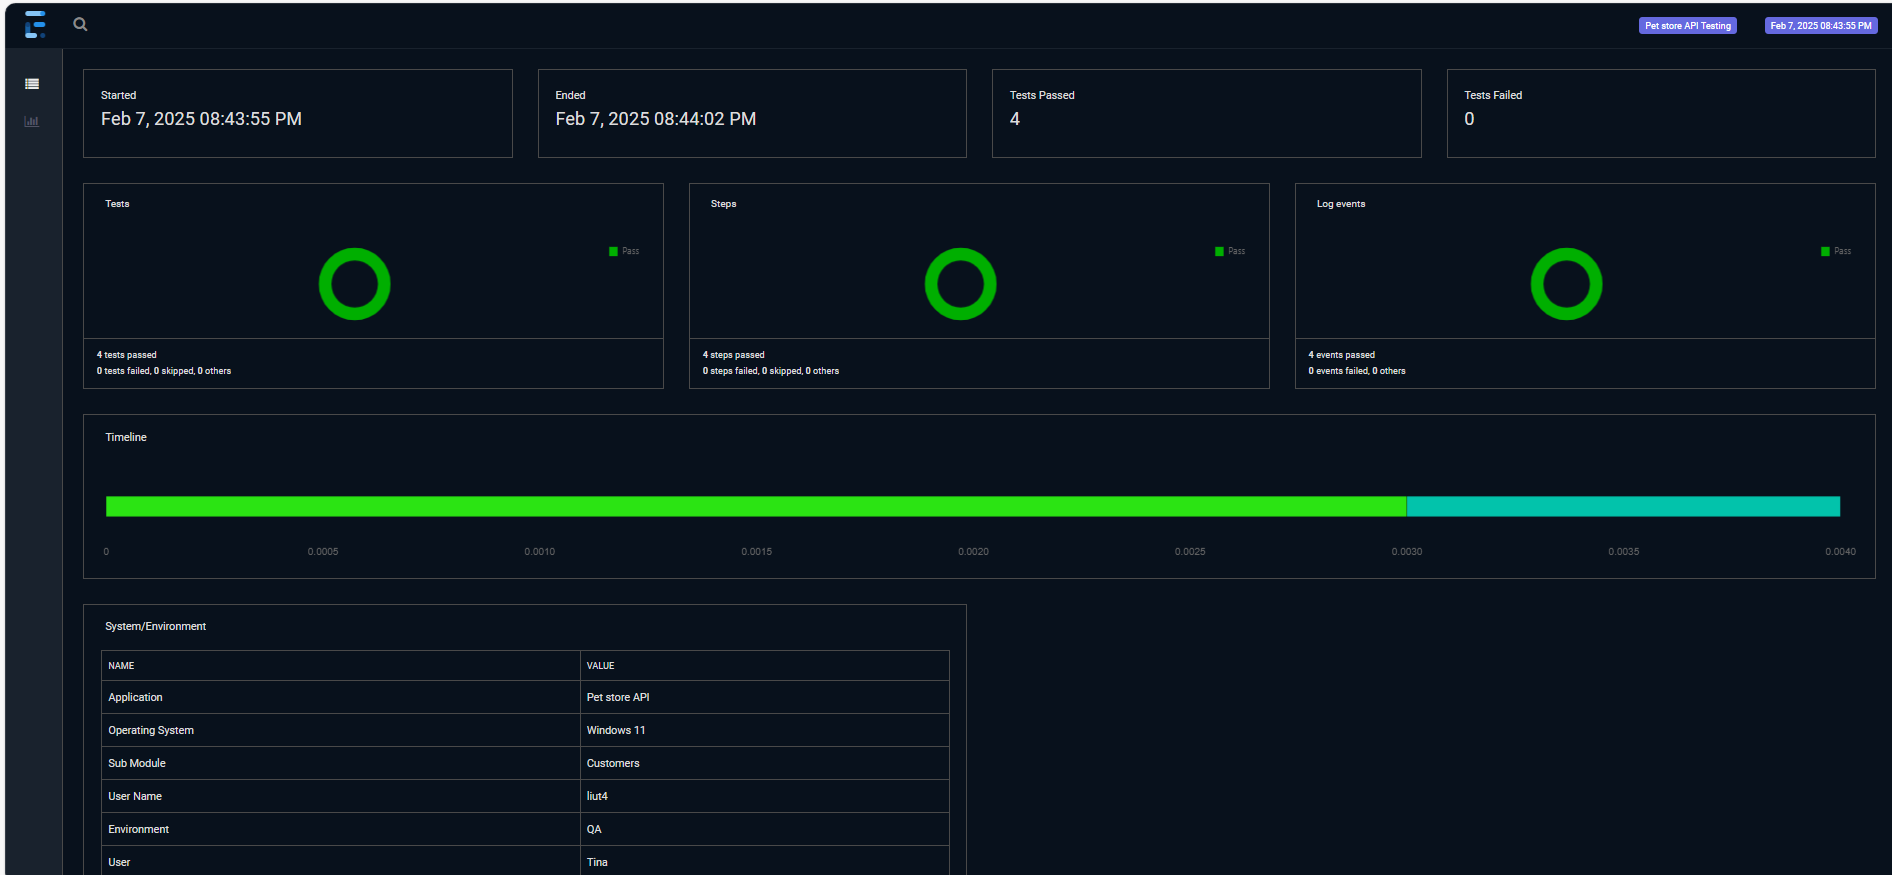 Pet store API Testing
Feb 7, 2025 08:43:55 PM
Started
Feb 7, 2025 08:43:55 PM
Ended
Feb 7, 2025 08:44:02 PM
Tests Passed
4
Tests Failed
0
Tests
Pass
4 tests passed
0 tests failed, 0 skipped, 0 others
Steps
Pass
4 steps passed
0 steps failed, 0 skipped, 0 others
Log events
Pass
4 events passed
0 events failed, 0 others
Timeline
0 0.0005 0.0010 0.0015 0.0020 0.0025 0.0030 0.0035 0.0040
System/Environment
NAME VALUE
Application Pet store API
Operating System Windows 11
Sub Module Customers
User Name liut4
Environment QA
User Tina